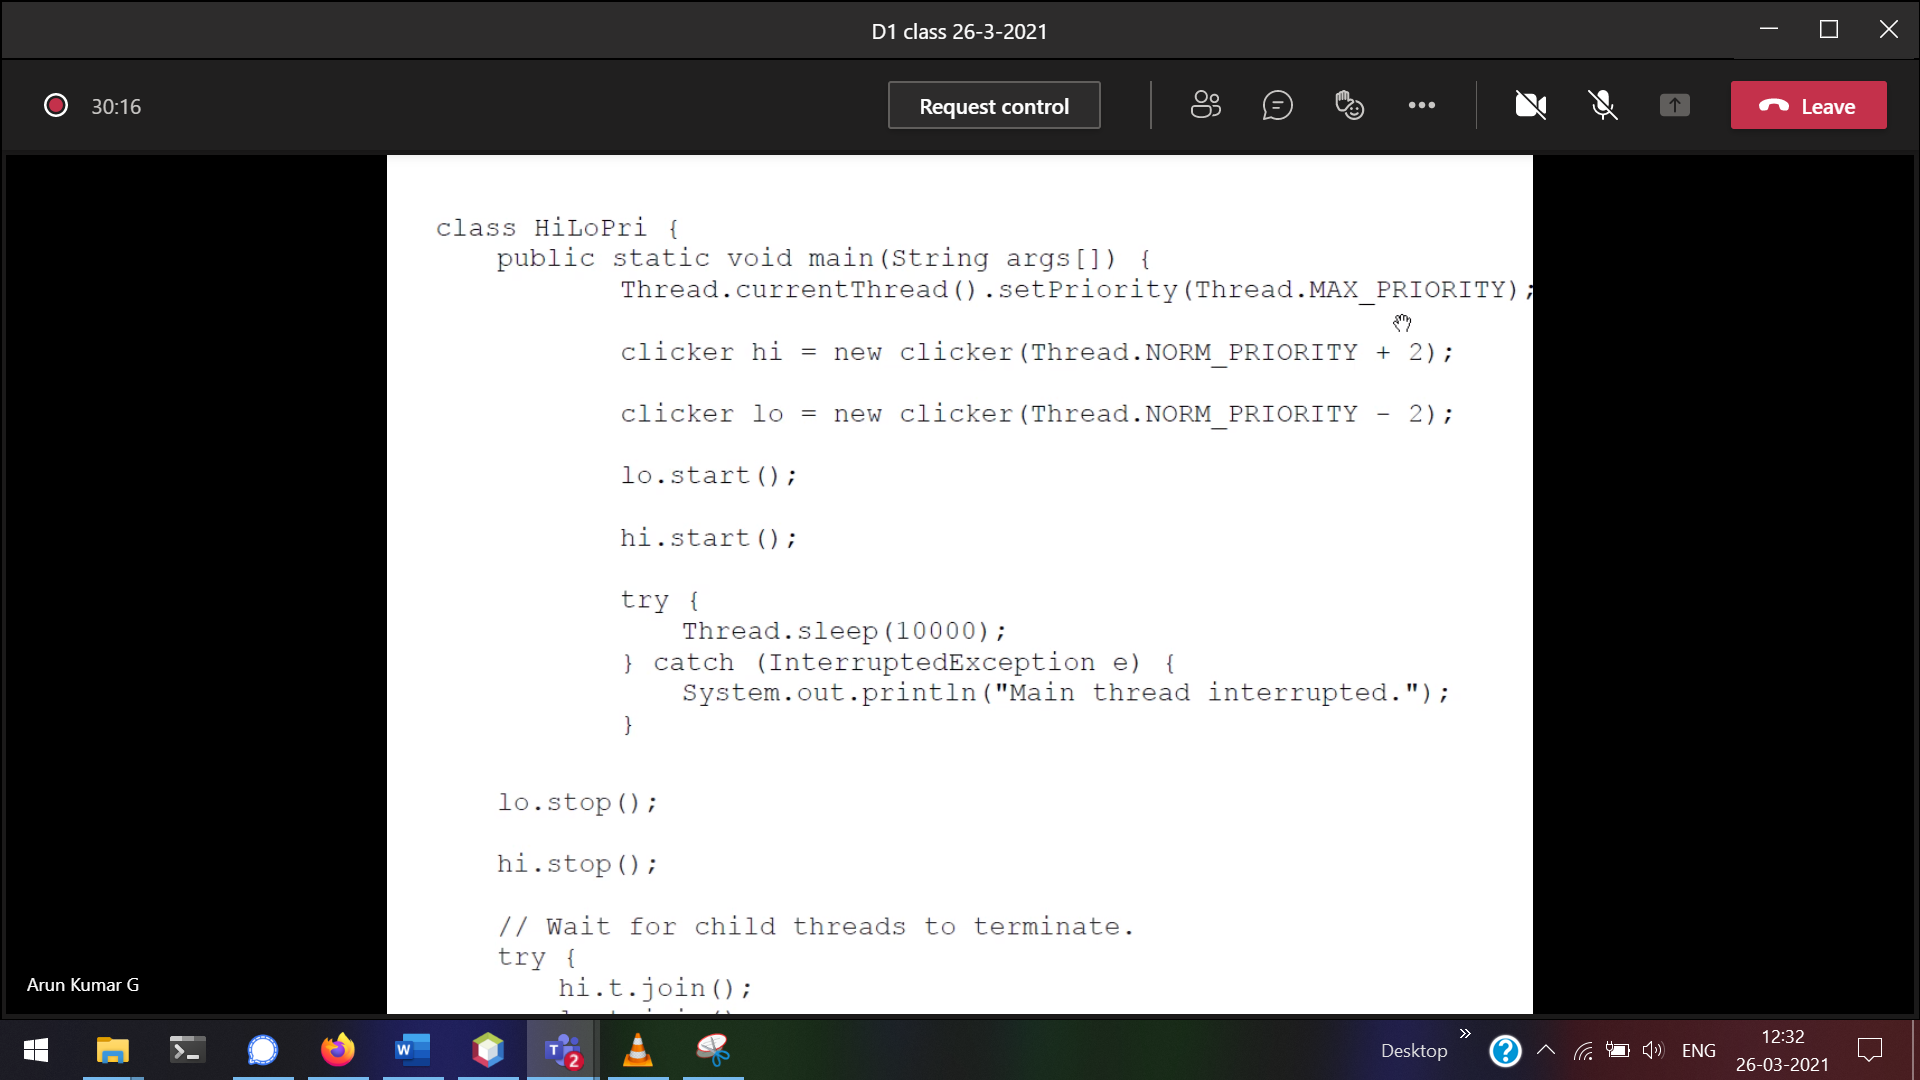 D1 class 26-3-2021
30:16
Request control
Leave
class HiLoPri {
public static void main(String args[]) {
Thread.currentThread().setPriority(Thread.MAX_PRIORITY);
clicker hi = new clicker(Thread.NORM_PRIORITY + 2);
clicker lo = new clicker(Thread.NORM_PRIORITY - 2);
lo.start();
hi.start();
try {
Thread.sleep(10000);
} catch (InterruptedException e) {
System.out.println("Main thread interrupted.");
}
lo.stop();
hi.stop();
// Wait for child threads to terminate.
try {
hi.t.join();
Arun Kumar G
Desktop
ENG
12:32
26-03-2021
2